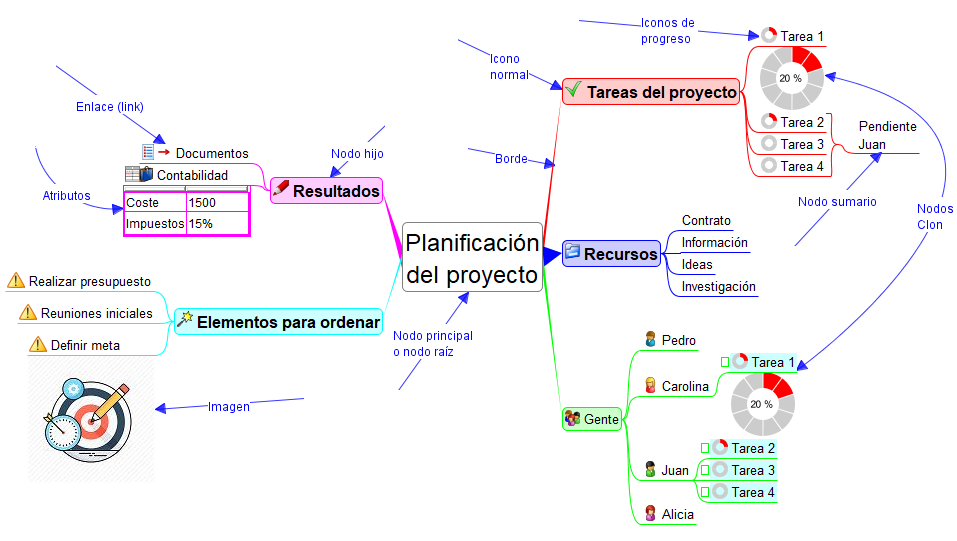 Iconos de
progreso
Tarea 1
20 %
Icono
normal
Tareas del proyecto
Tarea 2
Tarea 3
Tarea 4
Pendiente
Juan
Nodo sumario
Nodos
Clon
Enlace (link)
Documentos
Contabilidad
Atributos
Coste 1500
Impuestos 15%
Nodo hijo
Resultados
Borde
Planificación
del proyecto
Recursos
Contrato
Información
Ideas
Investigación
Realizar presupuesto
Reuniones iniciales
Definir meta
Elementos para ordenar
Nodo principal
o nodo raíz
Imagen
Gente
Pedro
Carolina
Tarea 1
20 %
Juan
Tarea 2
Tarea 3
Tarea 4
Alicia